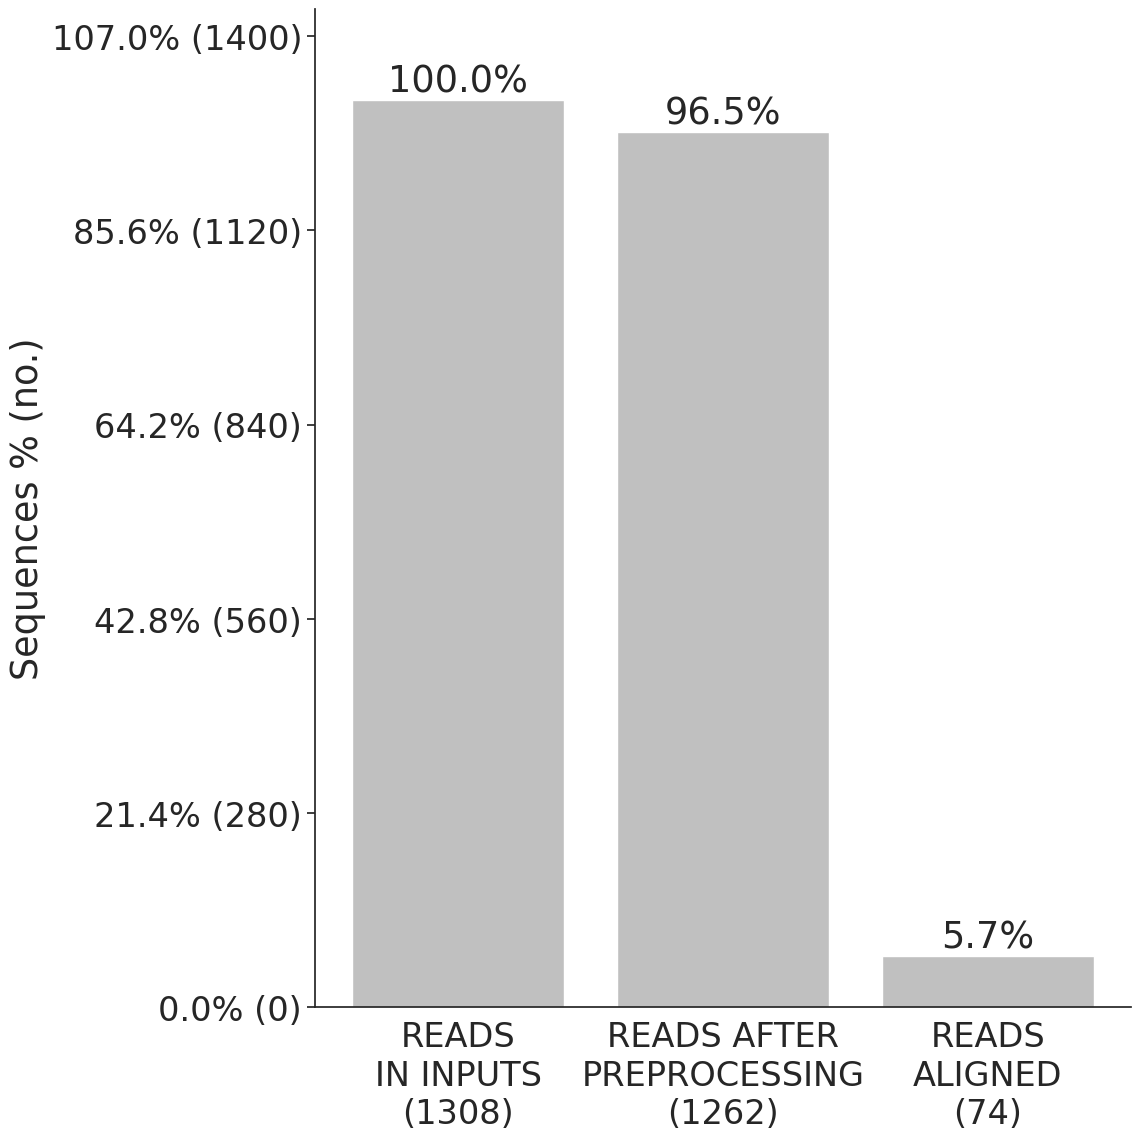 107.0% (1400)
85.6% (1120)
64.2% (840)
42.8% (560)
21.4% (280)
0.0% (0)
Sequences % (no.)
100.0%
96.5%
5.7%
READS
IN INPUTS
(1308)
READS AFTER
PREPROCESSING
(1262)
READS
ALIGNED
(74)